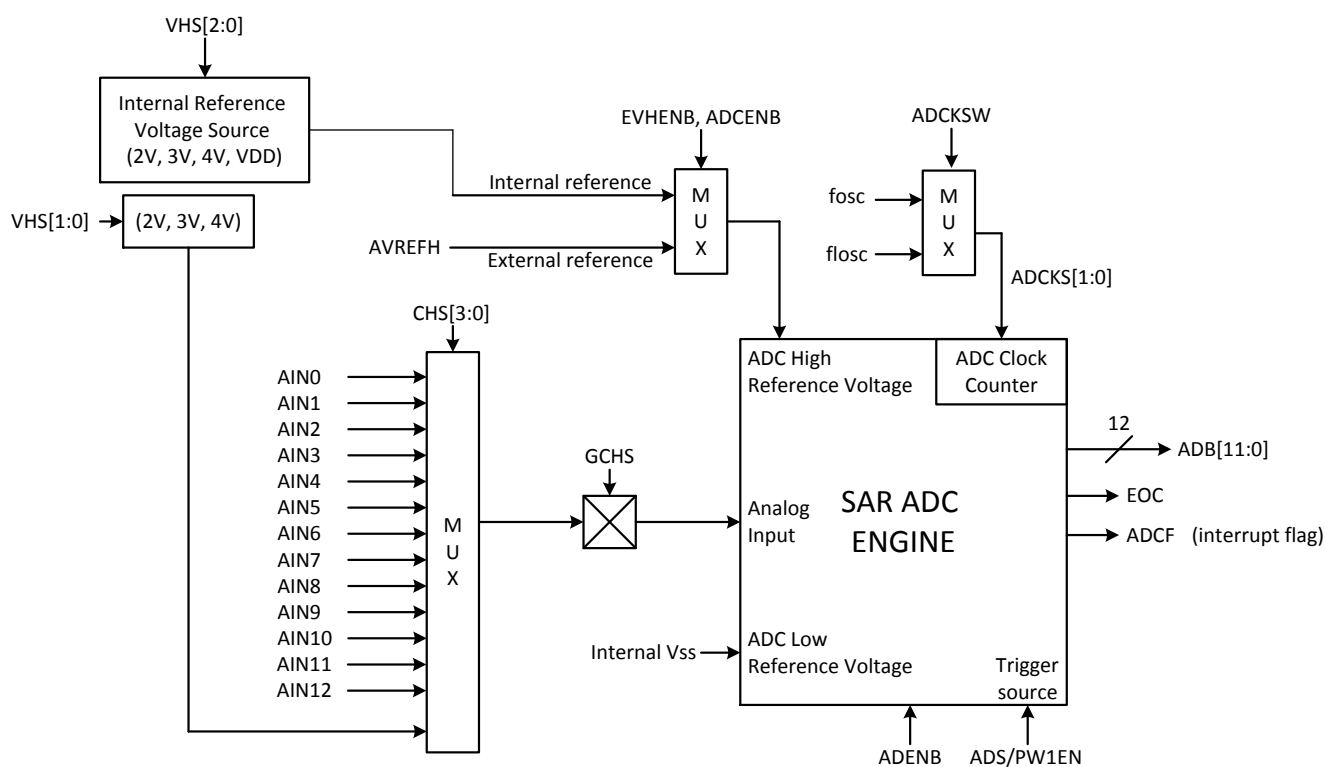 VHS[2:0]
Internal Reference
Voltage Source
(2V, 3V, 4V, VDD)
VHS[1:0]
(2V, 3V, 4V)
EVHENB, ADCENB
Internal reference
AVREFH
External reference
M
U
X
ADCKSW
fosc
flosc
M
U
X
ADCKS[1:0]
CHS[3:0]
AIN0
AIN1
AIN2
AIN3
AIN4
AIN5
AIN6
AIN7
AIN8
AIN9
AIN10
AIN11
AIN12
M
U
X
GCHS
ADC High
Reference Voltage
ADC Clock
Counter
Analog
Input
SAR ADC
ENGINE
12
ADB[11:0]
EOC
ADCF (interrupt flag)
Internal Vss
ADC Low
Reference Voltage
Trigger
source
ADENB
ADS/PW1EN